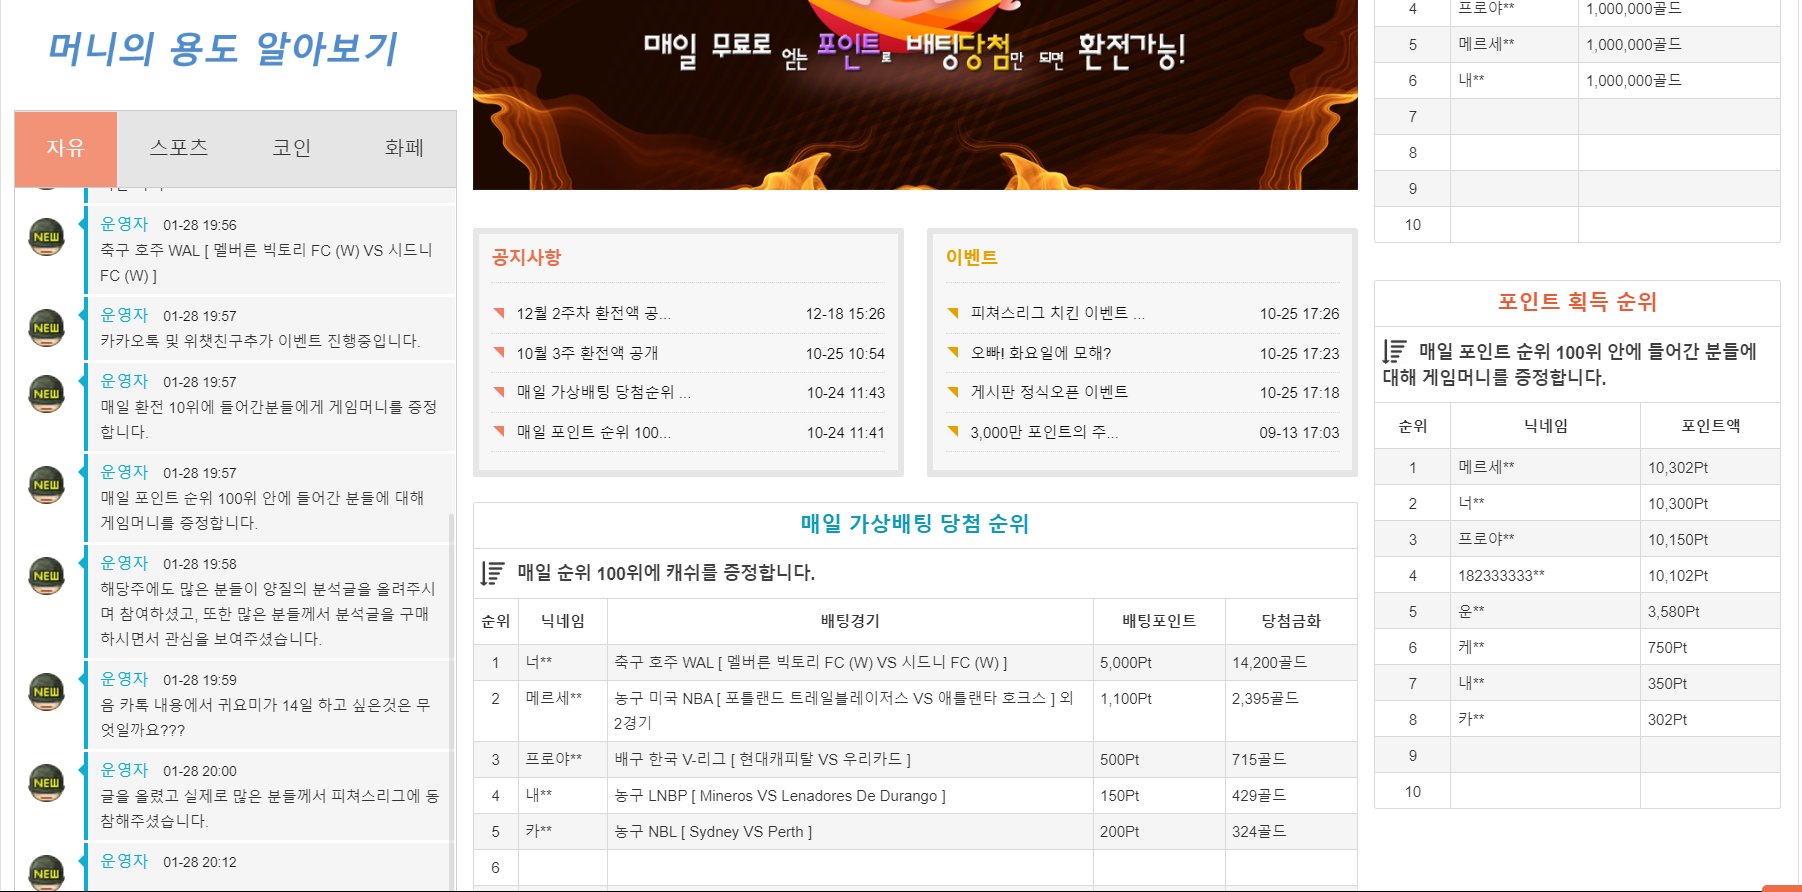 머니의 용도 알아보기
자유 스포츠 코인 화페
운영자 01-28 19:56
축구 호주 WAL [ 멜버른 빅토리 FC (W) VS 시드니
FC (W) ]
운영자 01-28 19:57
카카오톡 및 위챗친구추가 이벤트 진행중입니다.
운영자 01-28 19:57
매일 환전 10위에 들어간분들에게 게임머니를 증정
합니다.
운영자 01-28 19:57
매일 포인트 순위 100위 안에 들어간 분들에 대해
게임머니를 증정합니다.
운영자 01-28 19:58
해당주에도 많은 분들이 양질의 분석글을 올려주시
며 참여하셨고, 또한 많은 분들께서 분석글을 구매
하시면서 관심을 보여주셨습니다.
운영자 01-28 19:59
음 카톡 내용에서 귀요미가 14일 하고 싶은것은 무
엇일까요???
운영자 01-28 20:00
글을 올렸고 실제로 많은 분들께서 피쳐스리그에 동
참해주셨습니다.
운영자 01-28 20:12
NEW
NEW
NEW
NEW
NEW
NEW
NEW
NEW
매일 무료로 얻는 포인트로 배팅당첨만 되면 환전가능!
공지사항
12월 2주차 환전액 공... 12-18 15:26
10월 3주 환전액 공개 10-25 10:54
매일 가상배팅 당첨순위 ... 10-24 11:43
매일 포인트 순위 100... 10-24 11:41
이벤트
피쳐스리그 치킨 이벤트 ... 10-25 17:26
오빠! 화요일에 모해? 10-25 17:23
게시판 정식오픈 이벤트 10-25 17:18
3,000만 포인트의 주... 09-13 17:03
매일 가상배팅 당첨 순위
매일 순위 100위에 캐쉬를 증정합니다.
순위 닉네임 배팅경기 배팅포인트 당첨금화
1 너** 축구 호주 WAL [ 멜버른 빅토리 FC (W) VS 시드니 FC (W) ] 5,000Pt 14,200골드
2 메르세** 농구 미국 NBA [ 포틀랜드 트레일블레이저스 VS 애틀랜타 호크스 ] 외 1,100Pt 2,395골드
2경기
3 프로야** 배구 한국 V-리그 [ 현대캐피탈 VS 우리카드 ] 500Pt 715골드
4 내** 농구 LNBP [ Mineros VS Lenadores De Durango ] 150Pt 429골드
5 카** 농구 NBL [ Sydney VS Perth ] 200Pt 324골드
6
4 프로야** 1,000,000골드
5 메르세** 1,000,000골드
6 내** 1,000,000골드
7
8
9
10
포인트 획득 순위
매일 포인트 순위 100위 안에 들어간 분들에
대해 게임머니를 증정합니다.
순위 닉네임 포인트액
1 메르세** 10,302Pt
2 너** 10,300Pt
3 프로야** 10,150Pt
4 182333333** 10,102Pt
5 운** 3,580Pt
6 케** 750Pt
7 내** 350Pt
8 카** 302Pt
9
10